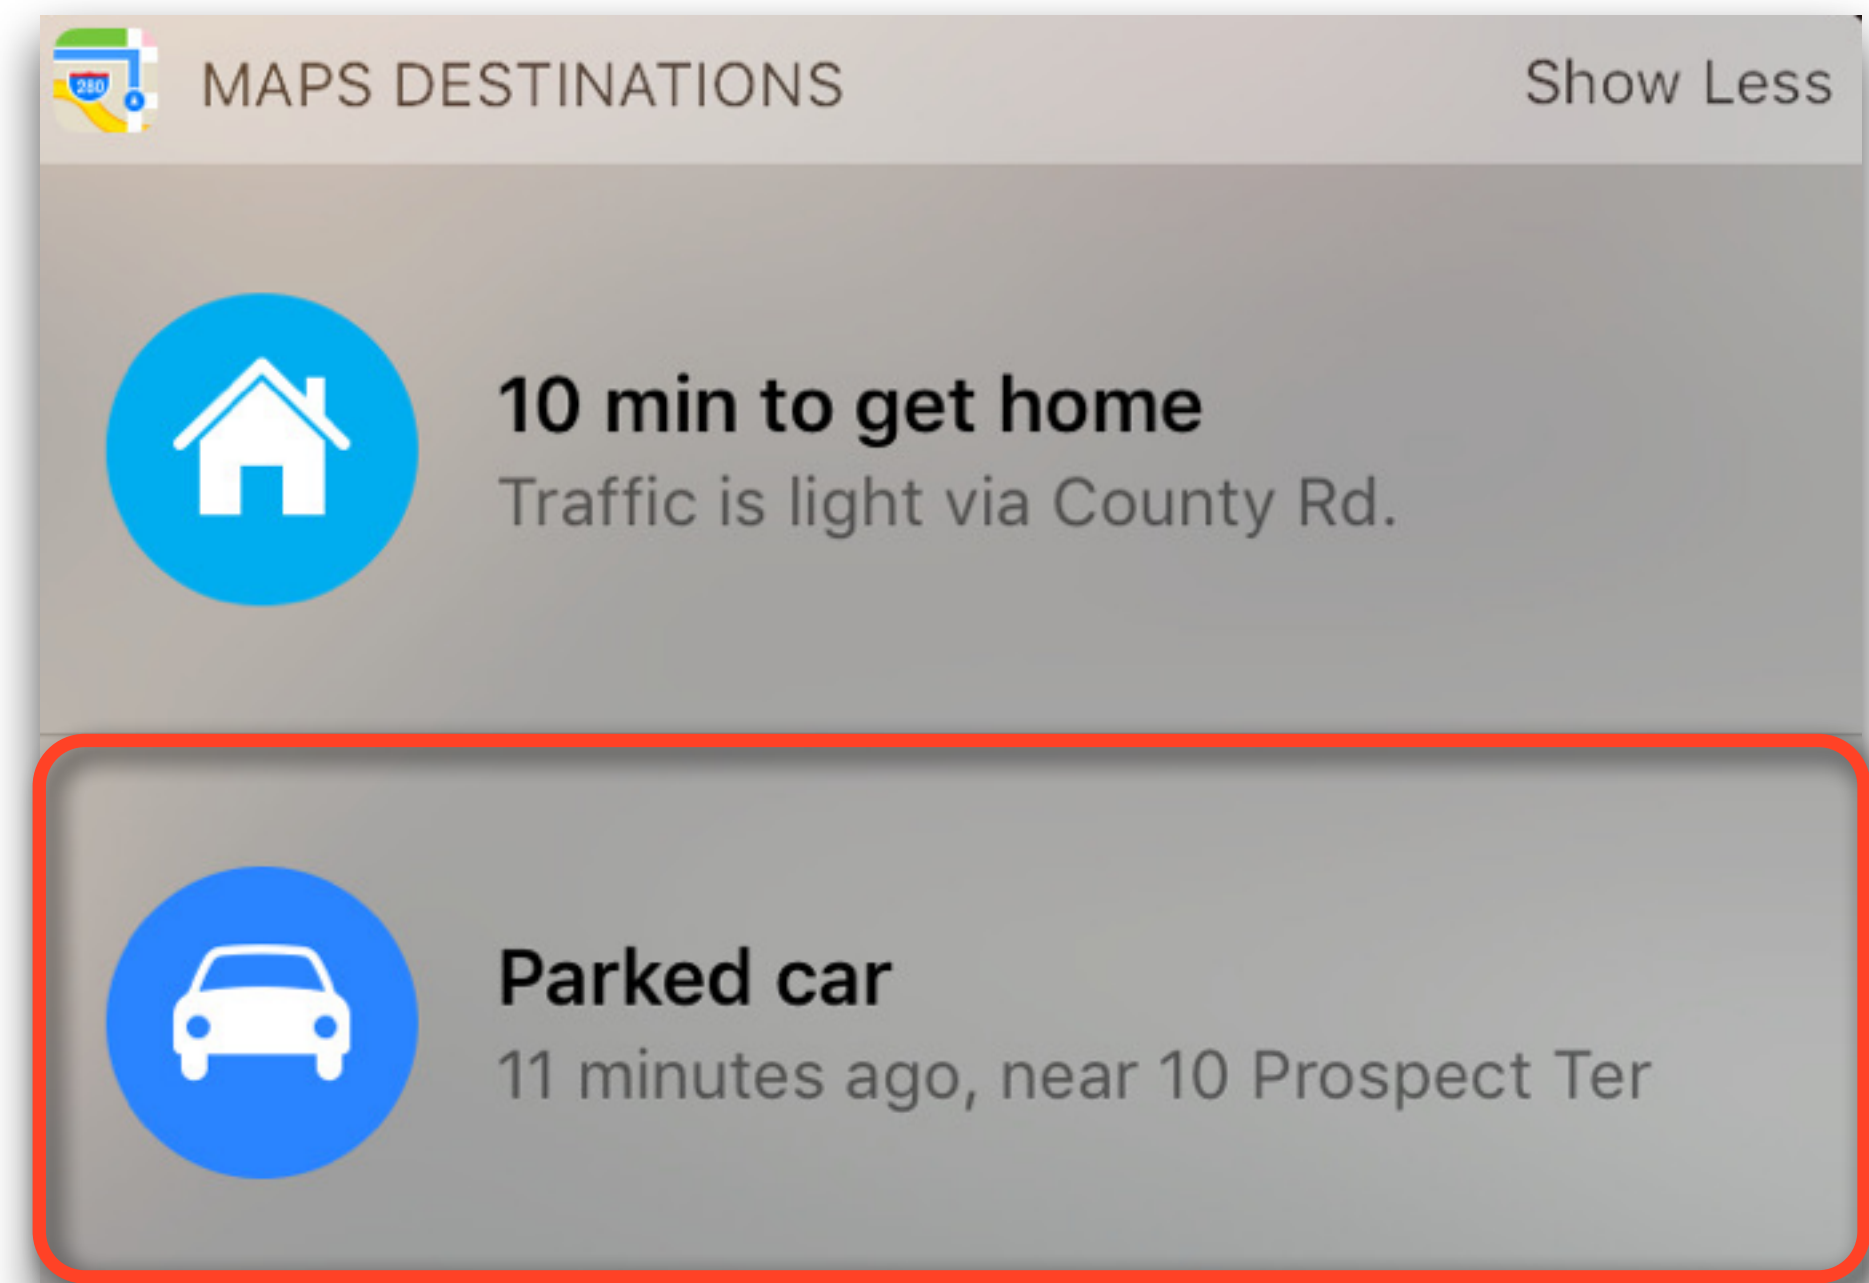 280
MAPS DESTINATIONS
Show Less
10 min to get home
Traffic is light via County Rd.
Parked car
11 minutes ago, near 10 Prospect Ter